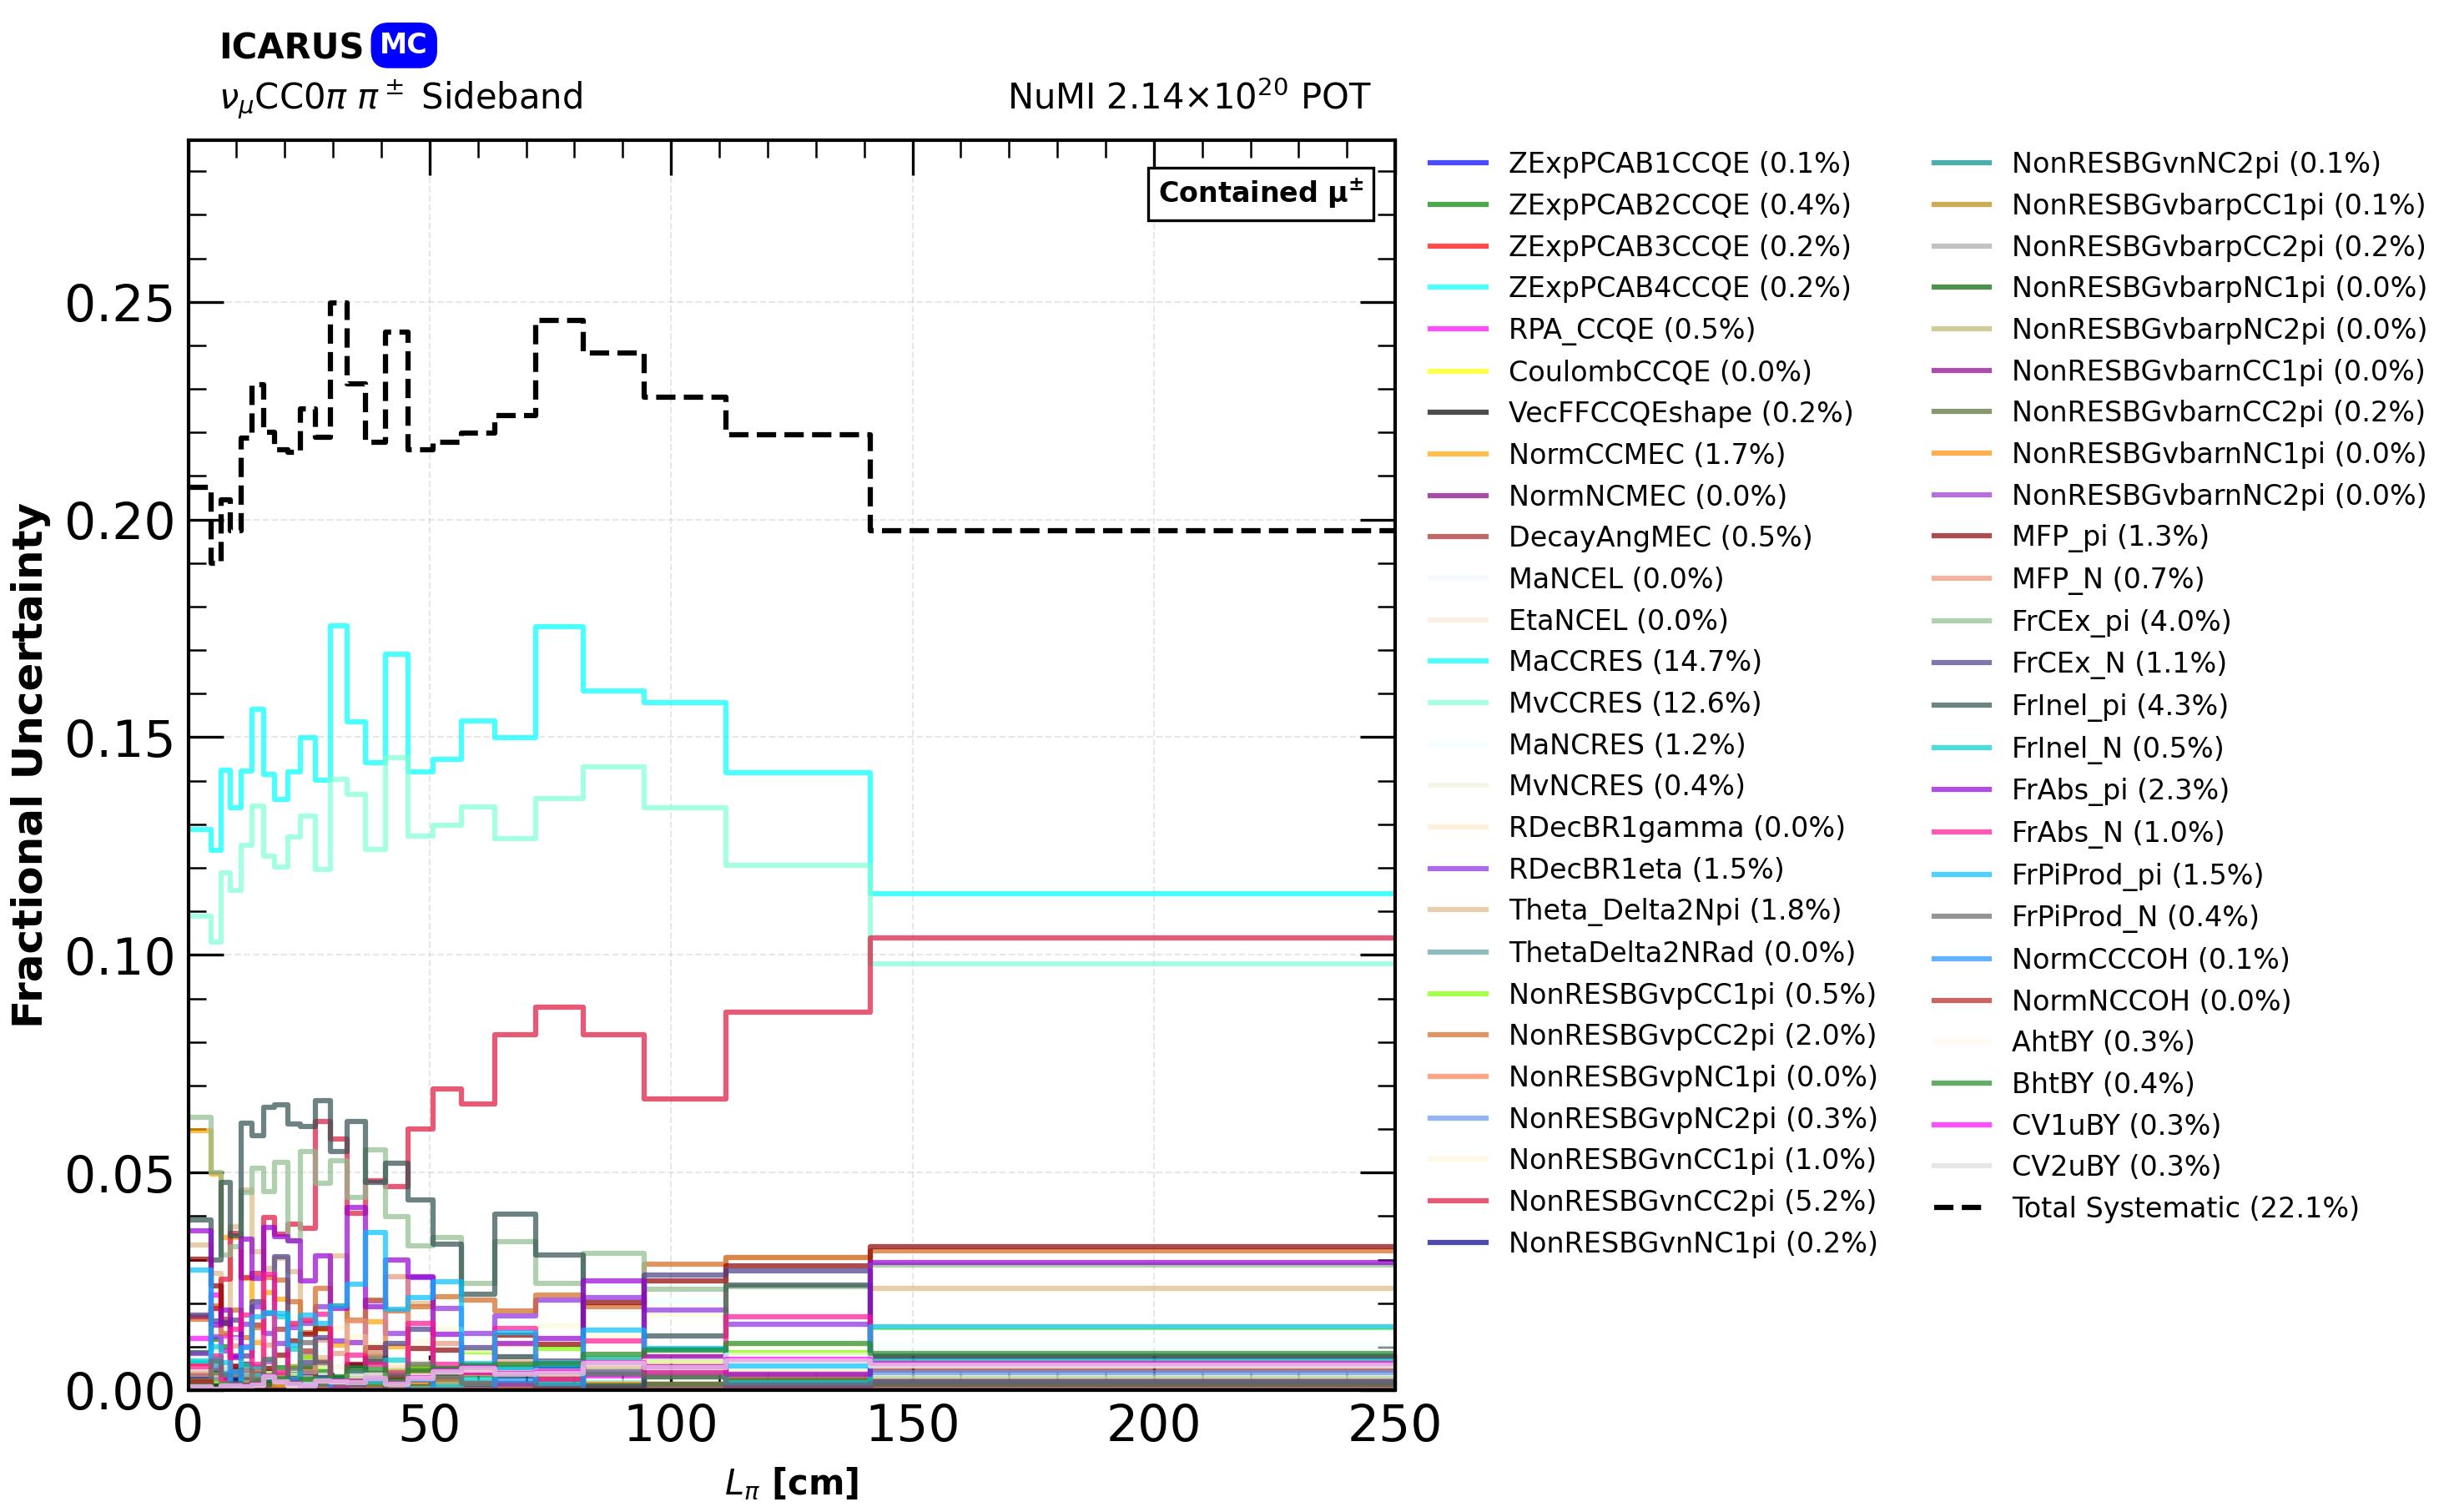 ICARUS MC
νμCC0π π± Sideband
NuMI 2.14×10²⁰ POT
Contained μ±
Fractional Uncertainty
0.25
0.20
0.15
0.10
0.05
0.00
0 50 100 150 200 250
Lπ [cm]
ZExpPCAB1CCQE (0.1%)
ZExpPCAB2CCQE (0.4%)
ZExpPCAB3CCQE (0.2%)
ZExpPCAB4CCQE (0.2%)
RPA_CCQE (0.5%)
CoulombCCQE (0.0%)
VecFFCCQEshape (0.2%)
NormCCMEC (1.7%)
NormNCMEC (0.0%)
DecayAngMEC (0.5%)
MaNCEL (0.0%)
EtaNCEL (0.0%)
MaCCRES (14.7%)
MvCCRES (12.6%)
MaNCRES (1.2%)
MvNCRES (0.4%)
RDecBR1gamma (0.0%)
RDecBR1eta (1.5%)
Theta_Delta2Npi (1.8%)
ThetaDelta2NRad (0.0%)
NonRESBGvpCC1pi (0.5%)
NonRESBGvpCC2pi (2.0%)
NonRESBGvpNC1pi (0.0%)
NonRESBGvpNC2pi (0.3%)
NonRESBGvnCC1pi (1.0%)
NonRESBGvnCC2pi (5.2%)
NonRESBGvnNC1pi (0.2%)
NonRESBGvnNC2pi (0.1%)
NonRESBGvbarpCC1pi (0.1%)
NonRESBGvbarpCC2pi (0.2%)
NonRESBGvbarpNC1pi (0.0%)
NonRESBGvbarpNC2pi (0.0%)
NonRESBGvbarnCC1pi (0.0%)
NonRESBGvbarnCC2pi (0.2%)
NonRESBGvbarnNC1pi (0.0%)
NonRESBGvbarnNC2pi (0.0%)
MFP_pi (1.3%)
MFP_N (0.7%)
FrCEx_pi (4.0%)
FrCEx_N (1.1%)
FrInel_pi (4.3%)
FrInel_N (0.5%)
FrAbs_pi (2.3%)
FrAbs_N (1.0%)
FrPiProd_pi (1.5%)
FrPiProd_N (0.4%)
NormCCCOH (0.1%)
NormNCCOH (0.0%)
AhtBY (0.3%)
BhtBY (0.4%)
CV1uBY (0.3%)
CV2uBY (0.3%)
Total Systematic (22.1%)